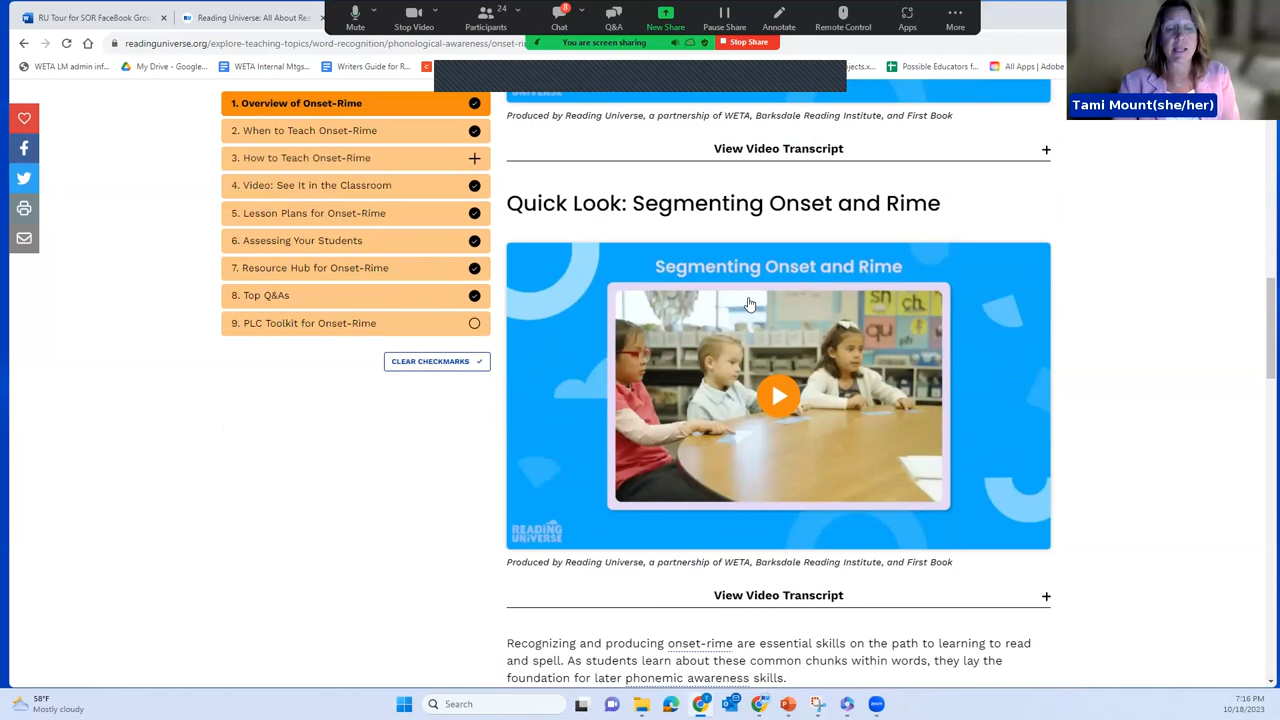 RU Tour for SOR FaceBook Grou
Reading Universe: All About Rea
Mute
Stop Video
24
Participants
8
Chat
Q&A
New Share
Pause Share
Annotate
Remote Control
Apps
More
You are screen sharing
Stop Share
readinguniverse.org/explore-teaching-topics/word-recognition/phonological-awareness/onset-ri
WETA LM admin inf...
My Drive - Google...
WETA Internal Mtgs...
Writers Guide for R...
ojects.x...
Possible Educators f...
All Apps | Adobe
Tami Mount(she/her)
1. Overview of Onset-Rime
2. When to Teach Onset-Rime
3. How to Teach Onset-Rime
4. Video: See It in the Classroom
5. Lesson Plans for Onset-Rime
6. Assessing Your Students
7. Resource Hub for Onset-Rime
8. Top Q&As
9. PLC Toolkit for Onset-Rime
CLEAR CHECKMARKS
Produced by Reading Universe, a partnership of WETA, Barksdale Reading Institute, and First Book
View Video Transcript
Quick Look: Segmenting Onset and Rime
Segmenting Onset and Rime
sh
ch
qu
READING
UNIVERSE
Produced by Reading Universe, a partnership of WETA, Barksdale Reading Institute, and First Book
View Video Transcript
Recognizing and producing onset-rime are essential skills on the path to learning to read
and spell. As students learn about these common chunks within words, they lay the
foundation for later phonemic awareness skills.
58°F
Mostly cloudy
Search
7:16 PM
10/18/2023